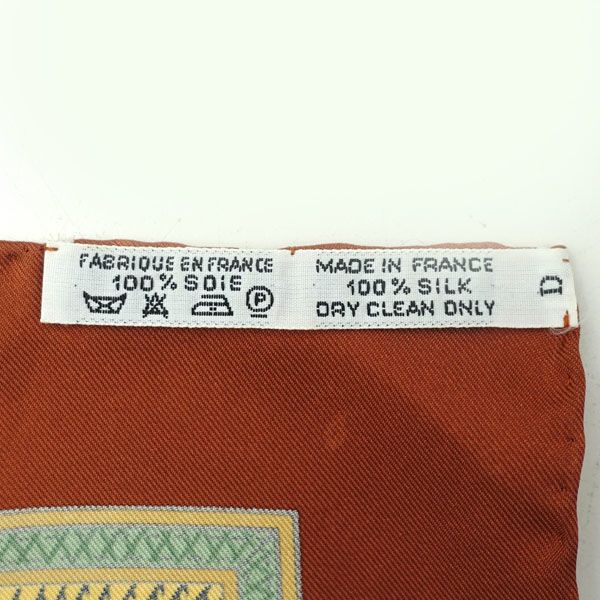 FABRIQUE EN FRANCE
100% SOIE
P
MADE IN FRANCE
100% SILK
DRY CLEAN ONLY
D